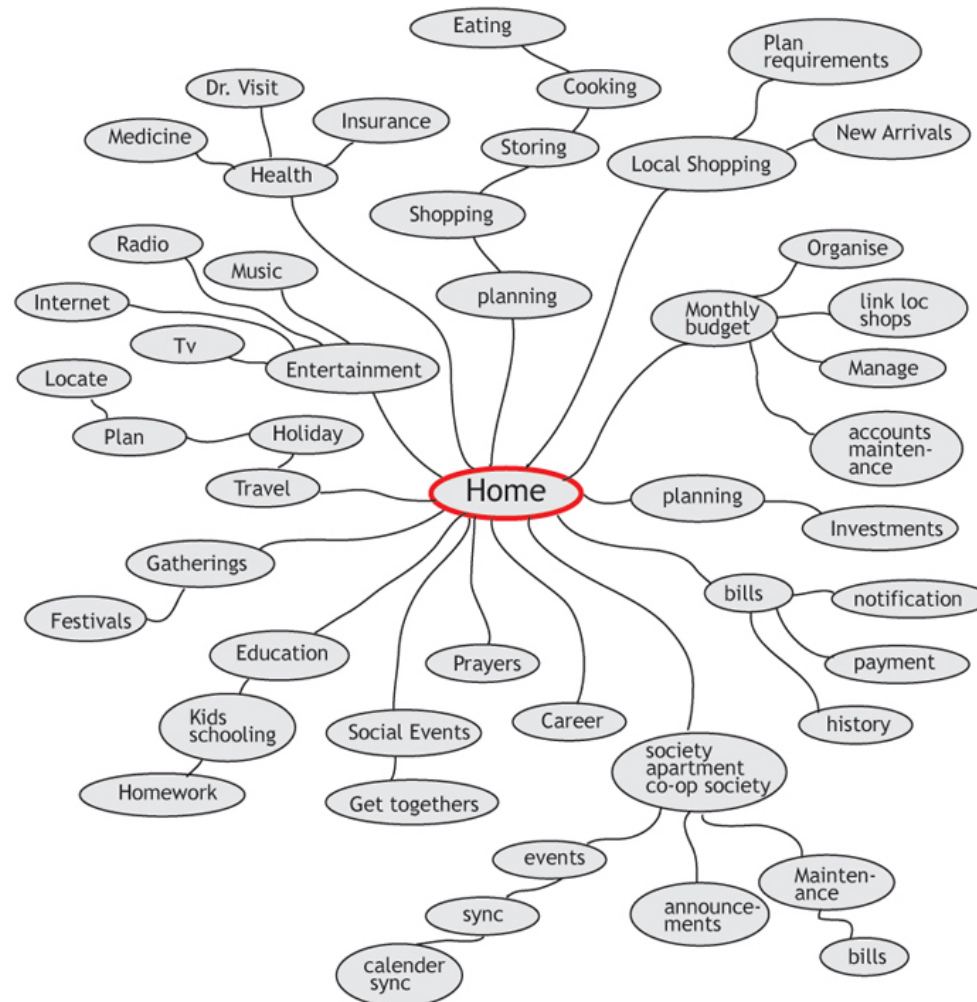 Eating
Plan
requirements
Dr. Visit
Cooking
Insurance
Medicine
New Arrivals
Storing
Local Shopping
Health
Shopping
Radio
Organise
Music
planning
Internet
link loc
shops
Monthly
budget
Tv
Entertainment
Manage
Locate
Holiday
Plan
accounts
mainten-
ance
Travel
Home
planning
Investments
Gatherings
bills
notification
Festivals
Education
Prayers
payment
Kids
schooling
Social Events
Career
history
society
apartment
co-op society
Homework
Get togethers
events
Mainten-
ance
sync
announce-
ments
bills
calender
sync